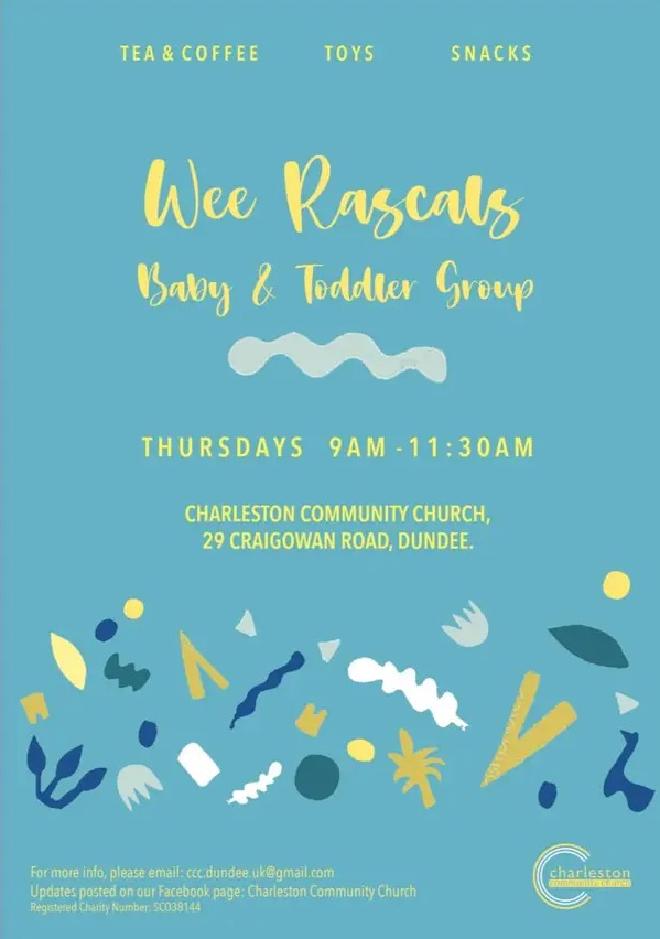 TEA & COFFEE TOYS SNACKS
Wee Rascals
Baby & Toddler Group
THURSDAYS 9AM -11:30AM
CHARLESTON COMMUNITY CHURCH,
29 CRAIGOWAN ROAD, DUNDEE.
For more info, please email: ccc.dundee.uk@gmail.com
Updates posted on our Facebook page: Charleston Community Church
Registered Charity Number: SC038144
charleston
community church